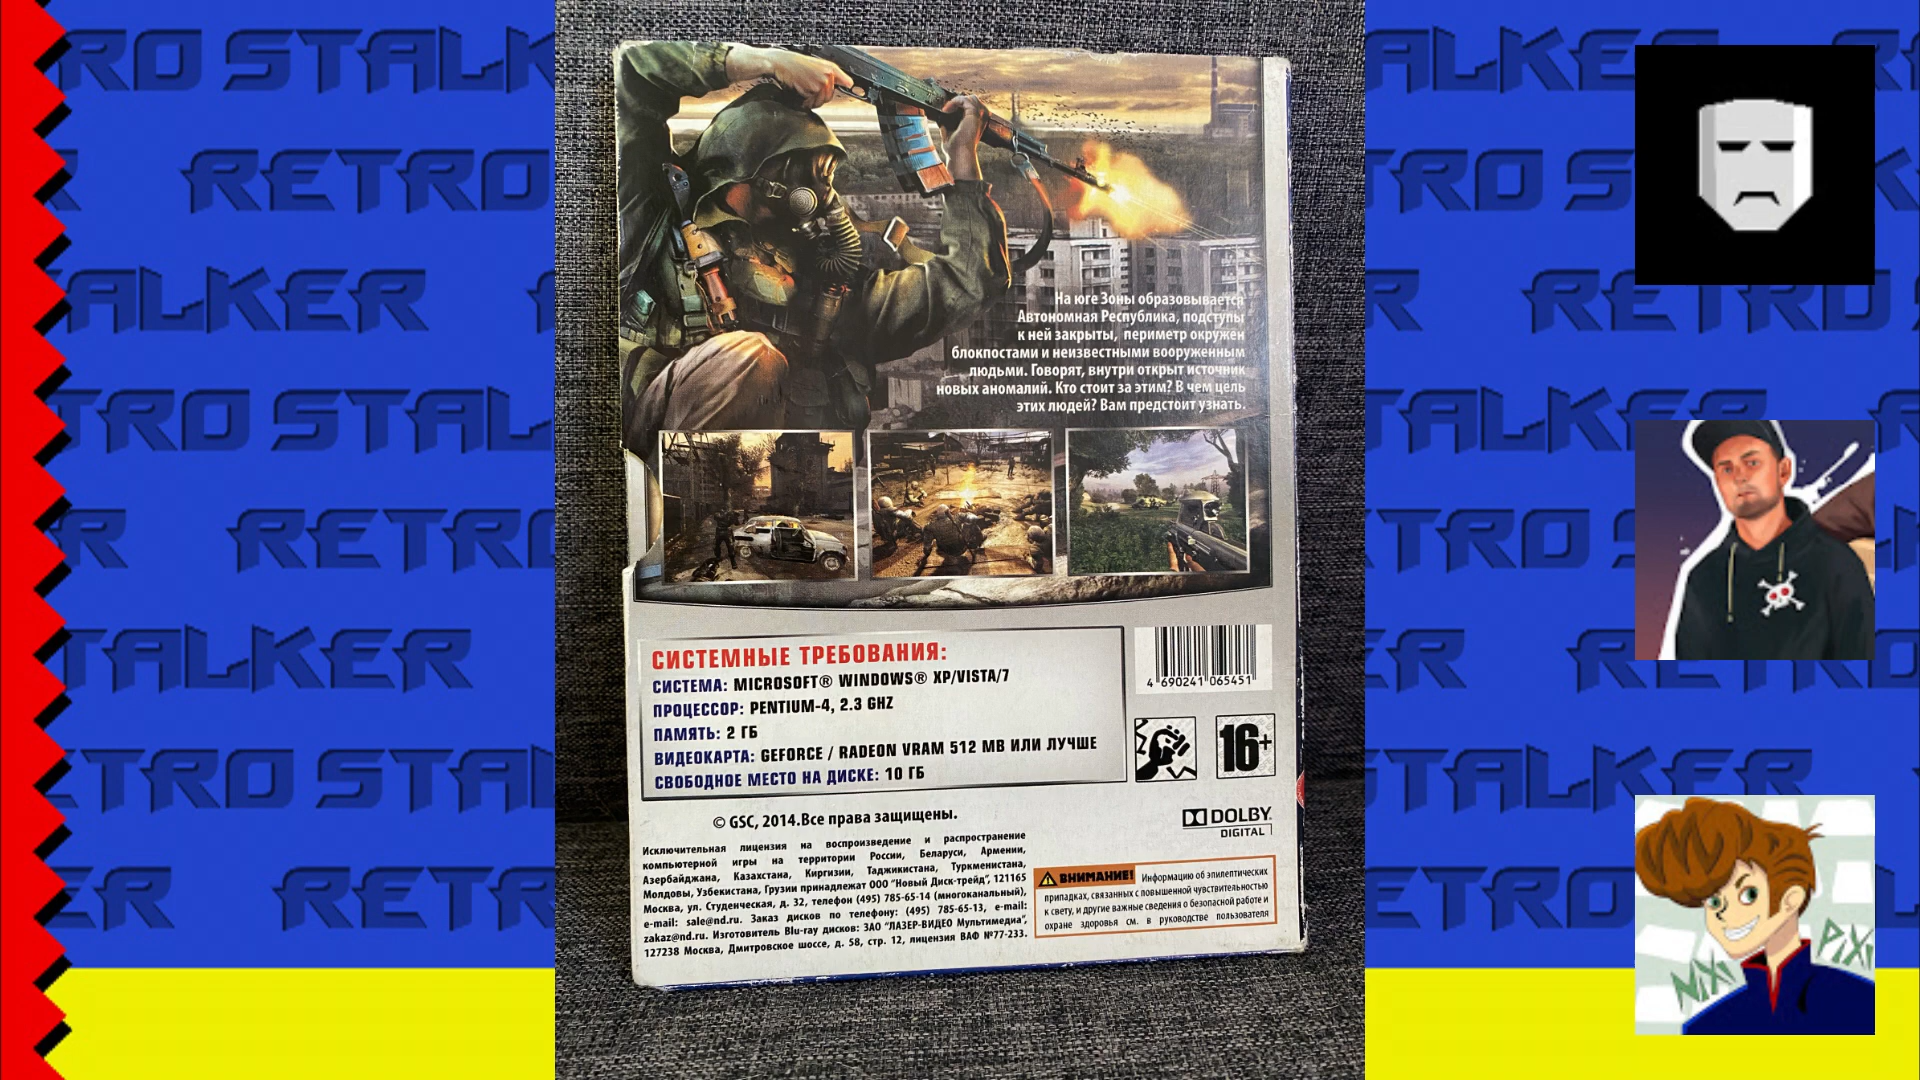 RETRO STALKER
На юге Зоны образовывается
Автономная Республика, подступы
к ней закрыты, периметр окружен
блокпостами и неизвестными вооруженным
людьми. Говорят, внутри открыт источник
новых аномалий. Кто стоит за этим? В чем цель
этих людей? Вам предстоит узнать.
СИСТЕМНЫЕ ТРЕБОВАНИЯ:
СИСТЕМА: MICROSOFT® WINDOWS® XP/VISTA/7
ПРОЦЕССОР: PENTIUM-4, 2.3 GHZ
ПАМЯТЬ: 2 ГБ
ВИДЕОКАРТА: GEFORCE / RADEON VRAM 512 MB ИЛИ ЛУЧШЕ
СВОБОДНОЕ МЕСТО НА ДИСКЕ: 10 ГБ
4 690241 065451
16+
© GSC, 2014.Все права защищены.
DOLBY
DIGITAL
Исключительная лицензия на воспроизведение и распространение
компьютерной игры на территории России, Беларуси, Армении,
Азербайджана, Казахстана, Киргизии, Таджикистана, Туркменистана,
Молдовы, Узбекистана, Грузии принадлежат ООО "Новый Диск-трейд", 121165
Москва, ул. Студенческая, д. 32, телефон (495) 785-65-14 (многоканальный),
e-mail: sale@nd.ru. Заказ дисков по телефону: (495) 785-65-13, e-mail:
zakaz@nd.ru. Изготовитель Blu-ray дисков: ЗАО "ЛАЗЕР-ВИДЕО Мультимедиа",
127238 Москва, Дмитровское шоссе, д. 58, стр. 12, лицензия ВАФ №77-233.
ВНИМАНИЕ! Информацию об эпилептических
припадках, связанных с повышенной чувствительностью
к свету, и другие важные сведения о безопасной работе и
охране здоровья см. в руководстве пользователя
NiXi
PiXi